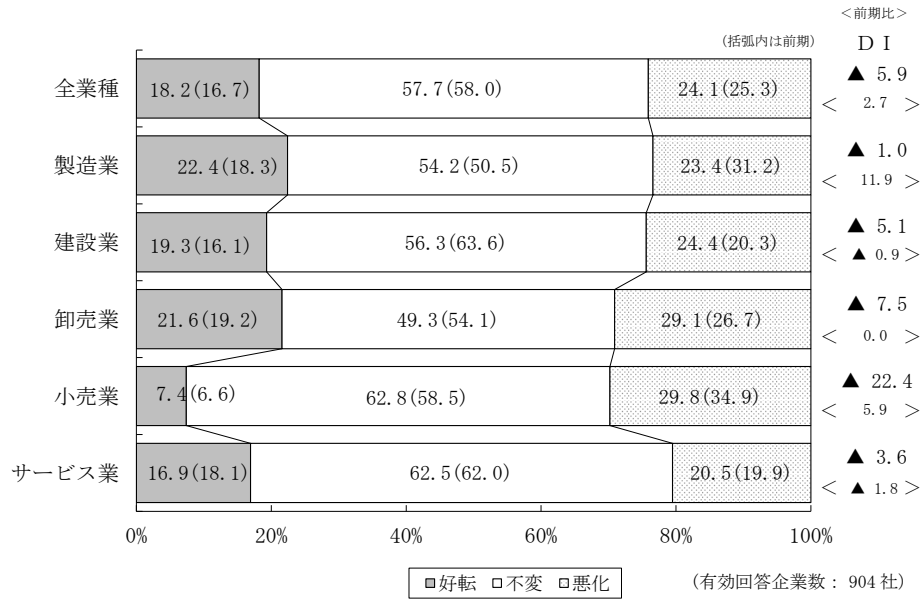 ＜前期比＞
(括弧内は前期)
ＤＩ
全業種 18.2(16.7) 57.7(58.0) 24.1(25.3) ▲ 5.9
＜ 2.7 ＞
製造業 22.4(18.3) 54.2(50.5) 23.4(31.2) ▲ 1.0
＜ 11.9 ＞
建設業 19.3(16.1) 56.3(63.6) 24.4(20.3) ▲ 5.1
＜ ▲ 0.9 ＞
卸売業 21.6(19.2) 49.3(54.1) 29.1(26.7) ▲ 7.5
＜ 0.0 ＞
小売業 7.4(6.6) 62.8(58.5) 29.8(34.9) ▲ 22.4
＜ 5.9 ＞
サービス業 16.9(18.1) 62.5(62.0) 20.5(19.9) ▲ 3.6
＜ ▲ 1.8 ＞
0% 20% 40% 60% 80% 100%
好転 不変 悪化
(有効回答企業数：904社)